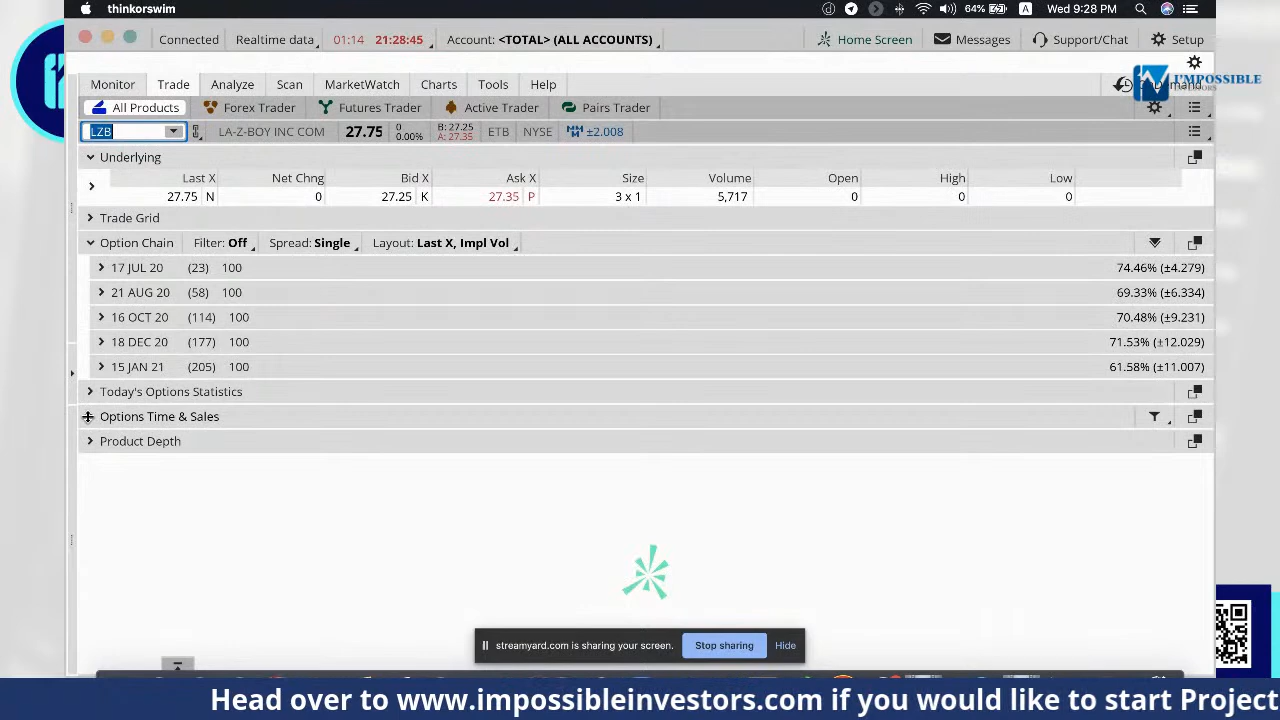 thinkorswim
64%
A
Wed 9:28 PM
Connected
Realtime data
01:14
21:28:45
Account: <TOTAL> (ALL ACCOUNTS)
Home Screen
Messages
Support/Chat
Setup
Monitor
Trade
Analyze
Scan
MarketWatch
Charts
Tools
Help
I'MPOSSIBLE
All Products
Forex Trader
Futures Trader
Active Trader
Pairs Trader
LZB
LA-Z-BOY INC COM
27.75
0
0.00%
B: 27.25
A: 27.35
ETB
NYSE
±2.008
Underlying
Last X
Net Chng
Bid X
Ask X
Size
Volume
Open
High
Low
27.75 N
0
27.25 K
27.35 P
3 x 1
5,717
0
0
0
Trade Grid
Option Chain
Filter: Off
Spread: Single
Layout: Last X, Impl Vol
17 JUL 20 (23) 100 74.46% (±4.279)
21 AUG 20 (58) 100 69.33% (±6.334)
16 OCT 20 (114) 100 70.48% (±9.231)
18 DEC 20 (177) 100 71.53% (±12.029)
15 JAN 21 (205) 100 61.58% (±11.007)
Today's Options Statistics
Options Time & Sales
Product Depth
streamyard.com is sharing your screen.
Stop sharing
Hide
Head over to www.impossibleinvestors.com if you would like to start Project